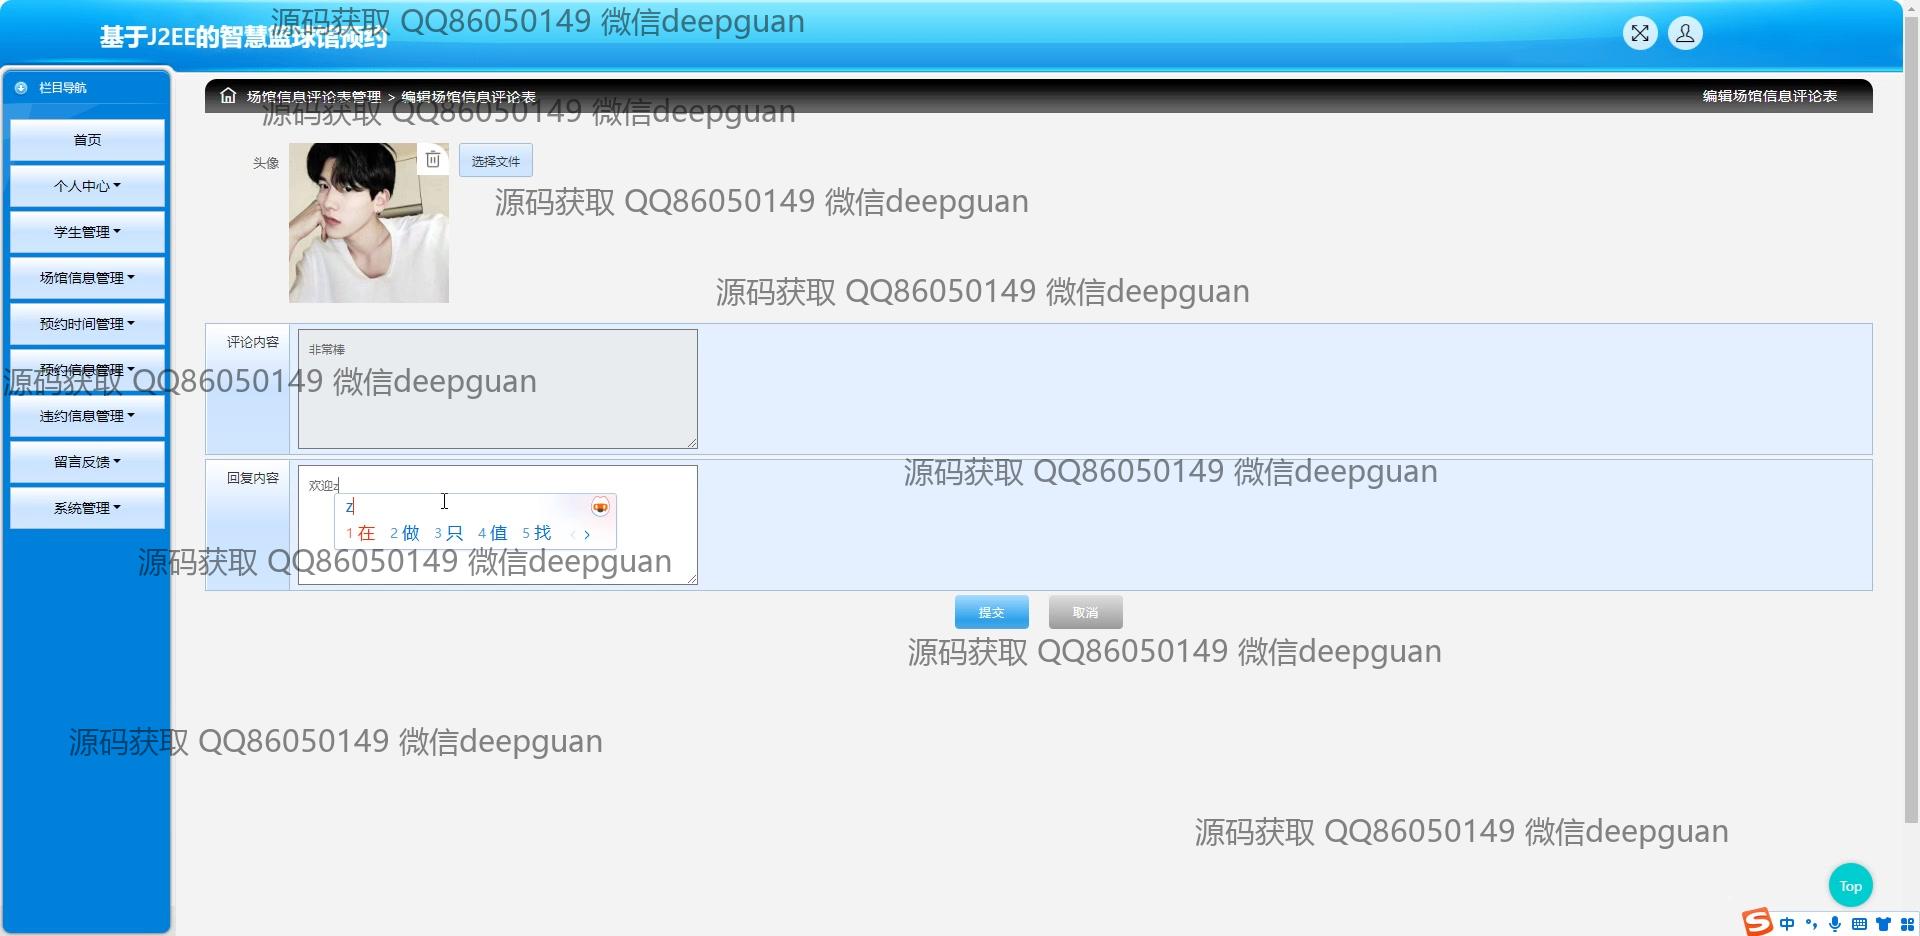 基于J2EE的智慧篮球馆预约
源码获取 QQ86050149 微信deepguan
栏目导航
场馆信息评论表管理 > 编辑场馆信息评论表
编辑场馆信息评论表
源码获取 QQ86050149 微信deepguan
首页
头像
选择文件
个人中心
源码获取 QQ86050149 微信deepguan
学生管理
场馆信息管理
源码获取 QQ86050149 微信deepguan
预约时间管理
评论内容
非常棒
预约信息管理
源码获取 QQ86050149 微信deepguan
违约信息管理
留言反馈
源码获取 QQ86050149 微信deepguan
回复内容
欢迎z
系统管理
z
1 在 2 做 3 只 4 值 5 找
源码获取 QQ86050149 微信deepguan
提交
取消
源码获取 QQ86050149 微信deepguan
源码获取 QQ86050149 微信deepguan
源码获取 QQ86050149 微信deepguan
Top
S 中